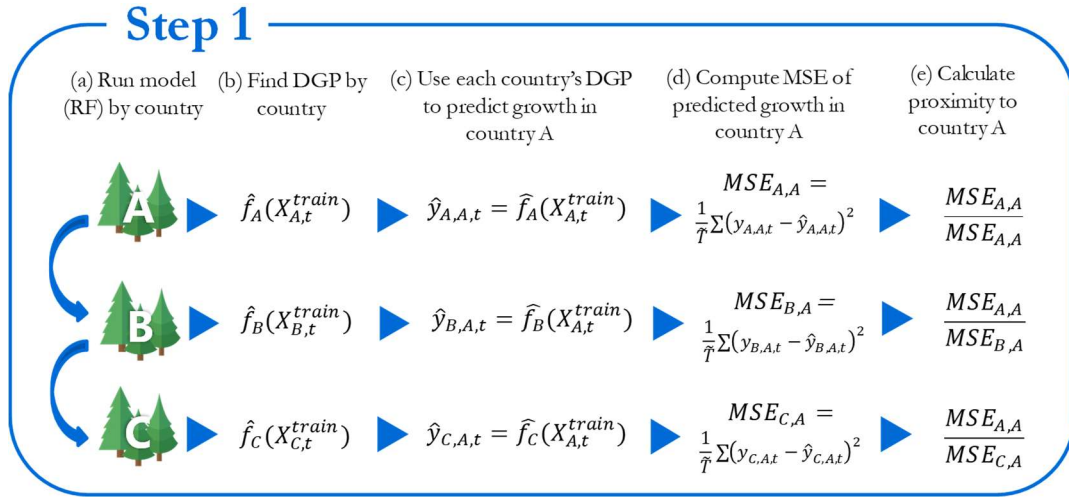 Step 1
(a) Run model
(RF) by country
(b) Find DGP by
country
(c) Use each country's DGP
to predict growth in
country A
(d) Compute MSE of
predicted growth in
country A
(e) Calculate
proximity to
country A
A
f̂_A(X_{A,t}^{train})
ŷ_{A,A,t} = f̂_A(X_{A,t}^{train})
MSE_{A,A} =
1/T̃ Σ(y_{A,A,t} − ŷ_{A,A,t})²
MSE_{A,A}
MSE_{A,A}
B
f̂_B(X_{B,t}^{train})
ŷ_{B,A,t} = f̂_B(X_{A,t}^{train})
MSE_{B,A} =
1/T̃ Σ(y_{B,A,t} − ŷ_{B,A,t})²
MSE_{A,A}
MSE_{B,A}
C
f̂_C(X_{C,t}^{train})
ŷ_{C,A,t} = f̂_C(X_{A,t}^{train})
MSE_{C,A} =
1/T̃ Σ(y_{C,A,t} − ŷ_{C,A,t})²
MSE_{A,A}
MSE_{C,A}